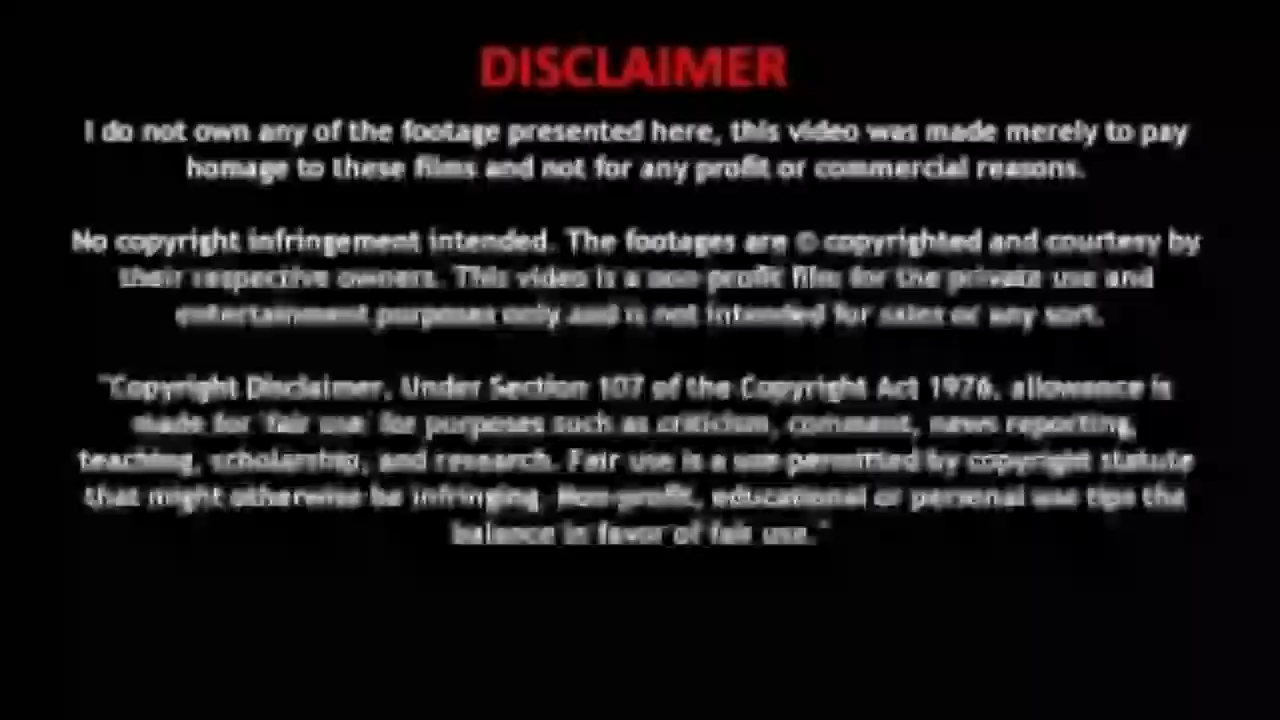 DISCLAIMER
I do not own any of the footage presented here, this video was made merely to pay
homage to these films and not for any profit or commercial reasons.
No copyright infringement intended. The footages are © copyrighted and courtesy by
their respective owners. This video is a non-profit film for the private use and
entertainment purposes only and is not intended for sales or any sort.
"Copyright Disclaimer, Under Section 107 of the Copyright Act 1976, allowance is
made for 'fair use' for purposes such as criticism, comment, news reporting,
teaching, scholarship, and research. Fair use is a use permitted by copyright statute
that might otherwise be infringing. Non-profit, educational or personal use tips the
balance in favor of fair use."